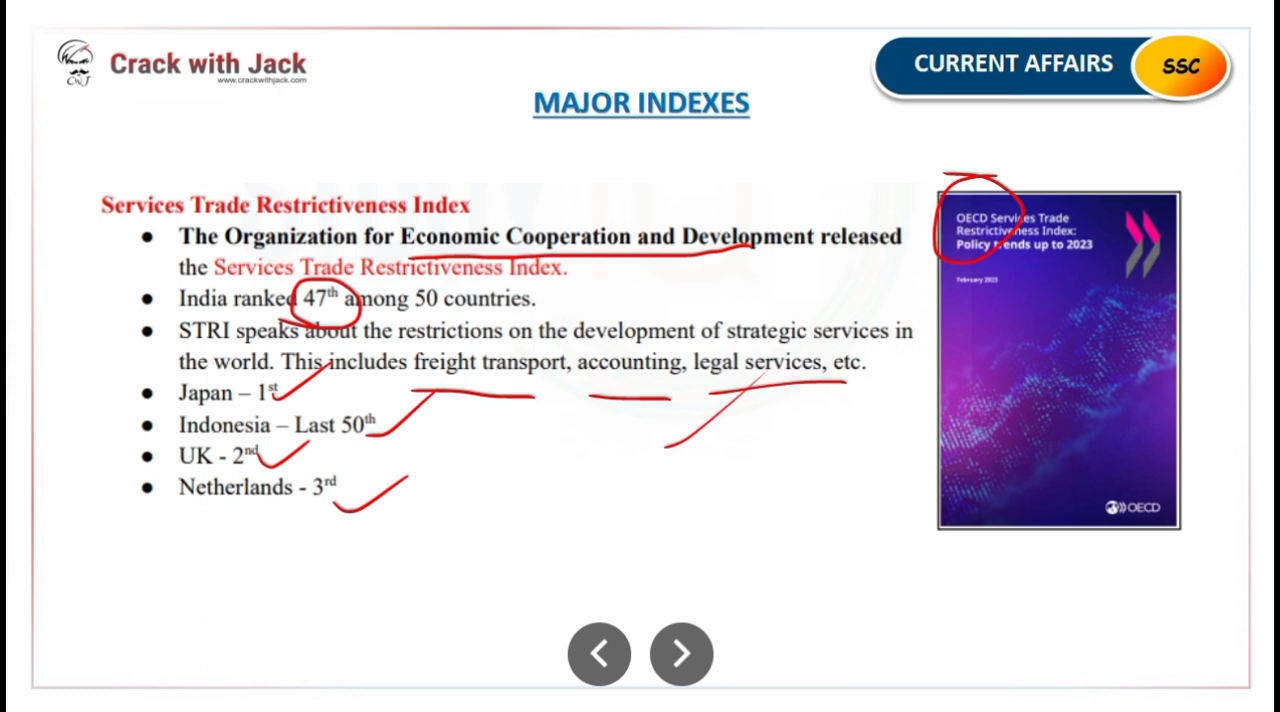 Crack with Jack
www.crackwithjack.com
CwJ
CURRENT AFFAIRS
SSC
MAJOR INDEXES
Services Trade Restrictiveness Index
● The Organization for Economic Cooperation and Development released
the Services Trade Restrictiveness Index.
● India ranked 47th among 50 countries.
● STRI speaks about the restrictions on the development of strategic services in
the world. This includes freight transport, accounting, legal services, etc.
● Japan – 1st
● Indonesia – Last 50th
● UK - 2nd
● Netherlands - 3rd
OECD Services Trade
Restrictiveness Index:
Policy trends up to 2023
February 2023
OECD